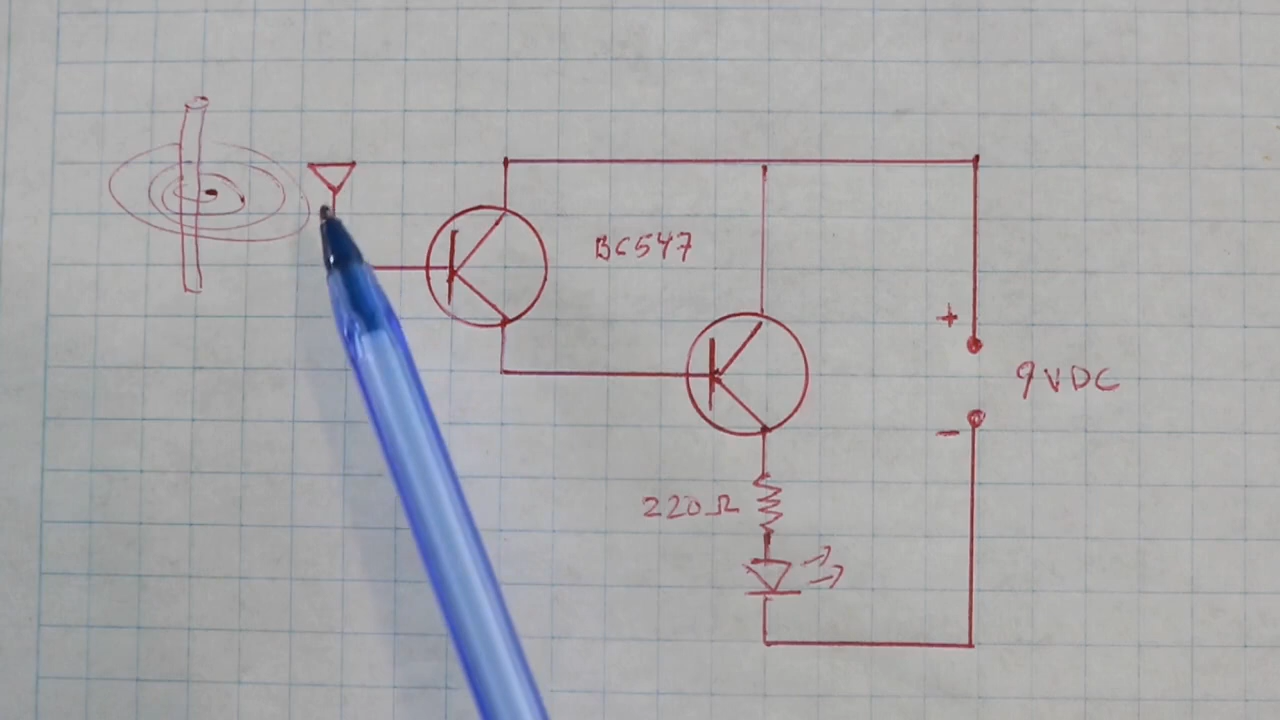 BC547
+
9VDC
-
220Ω